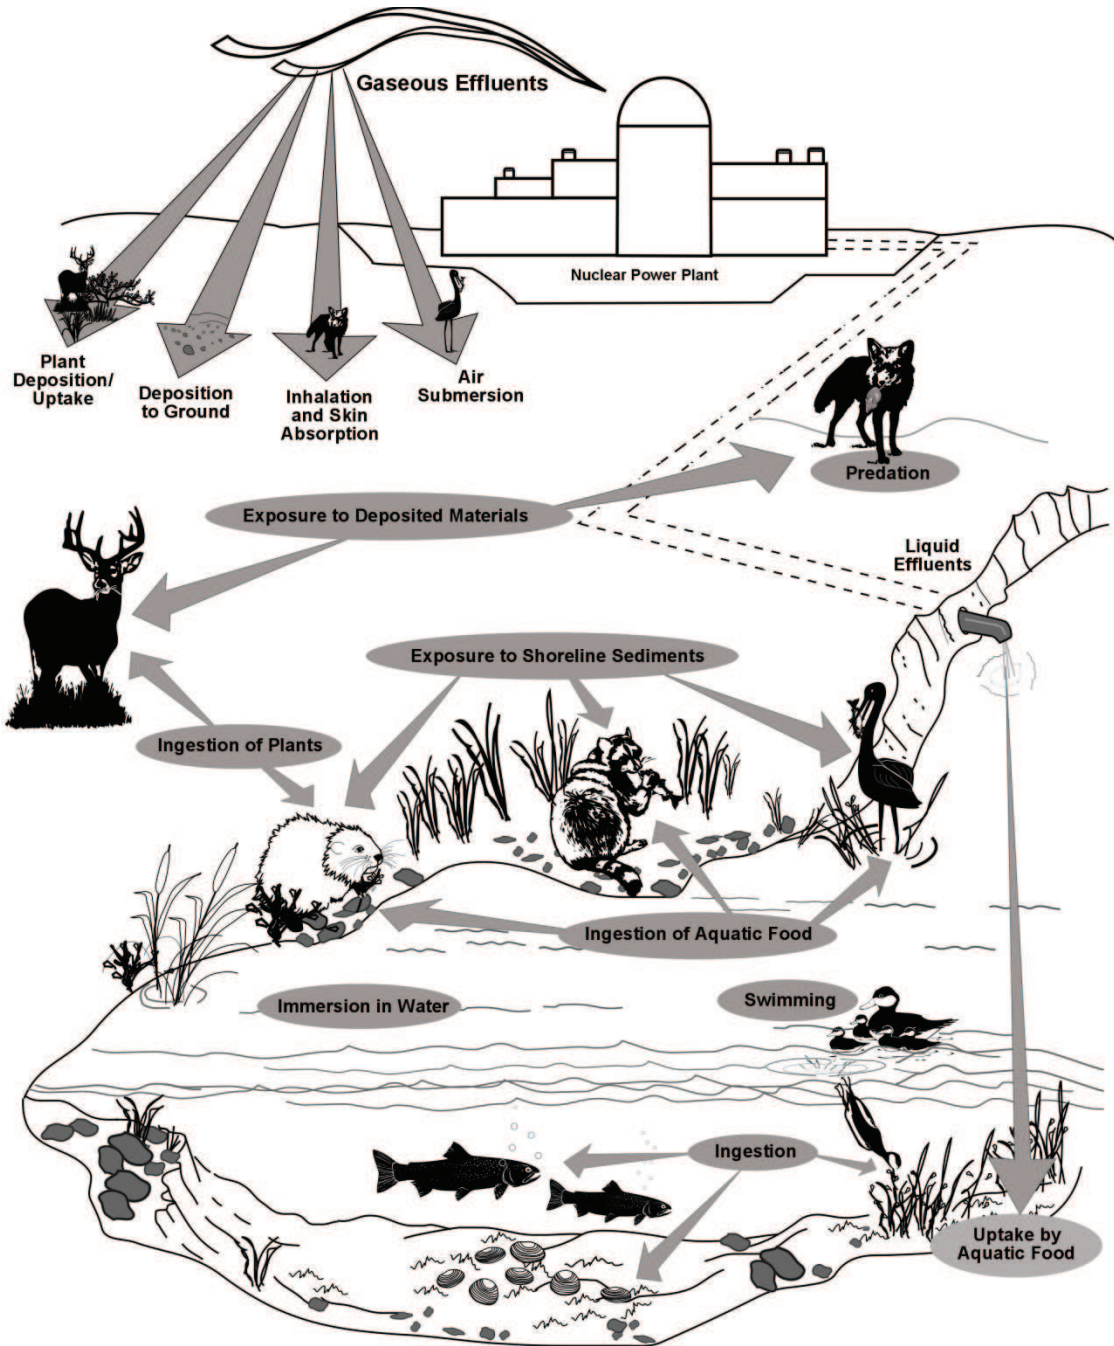 Gaseous Effluents
Nuclear Power Plant
Plant
Deposition/
Uptake
Deposition
to Ground
Inhalation
and Skin
Absorption
Air
Submersion
Predation
Exposure to Deposited Materials
Liquid
Effluents
Exposure to Shoreline Sediments
Ingestion of Plants
Ingestion of Aquatic Food
Immersion in Water
Swimming
Ingestion
Uptake by
Aquatic Food